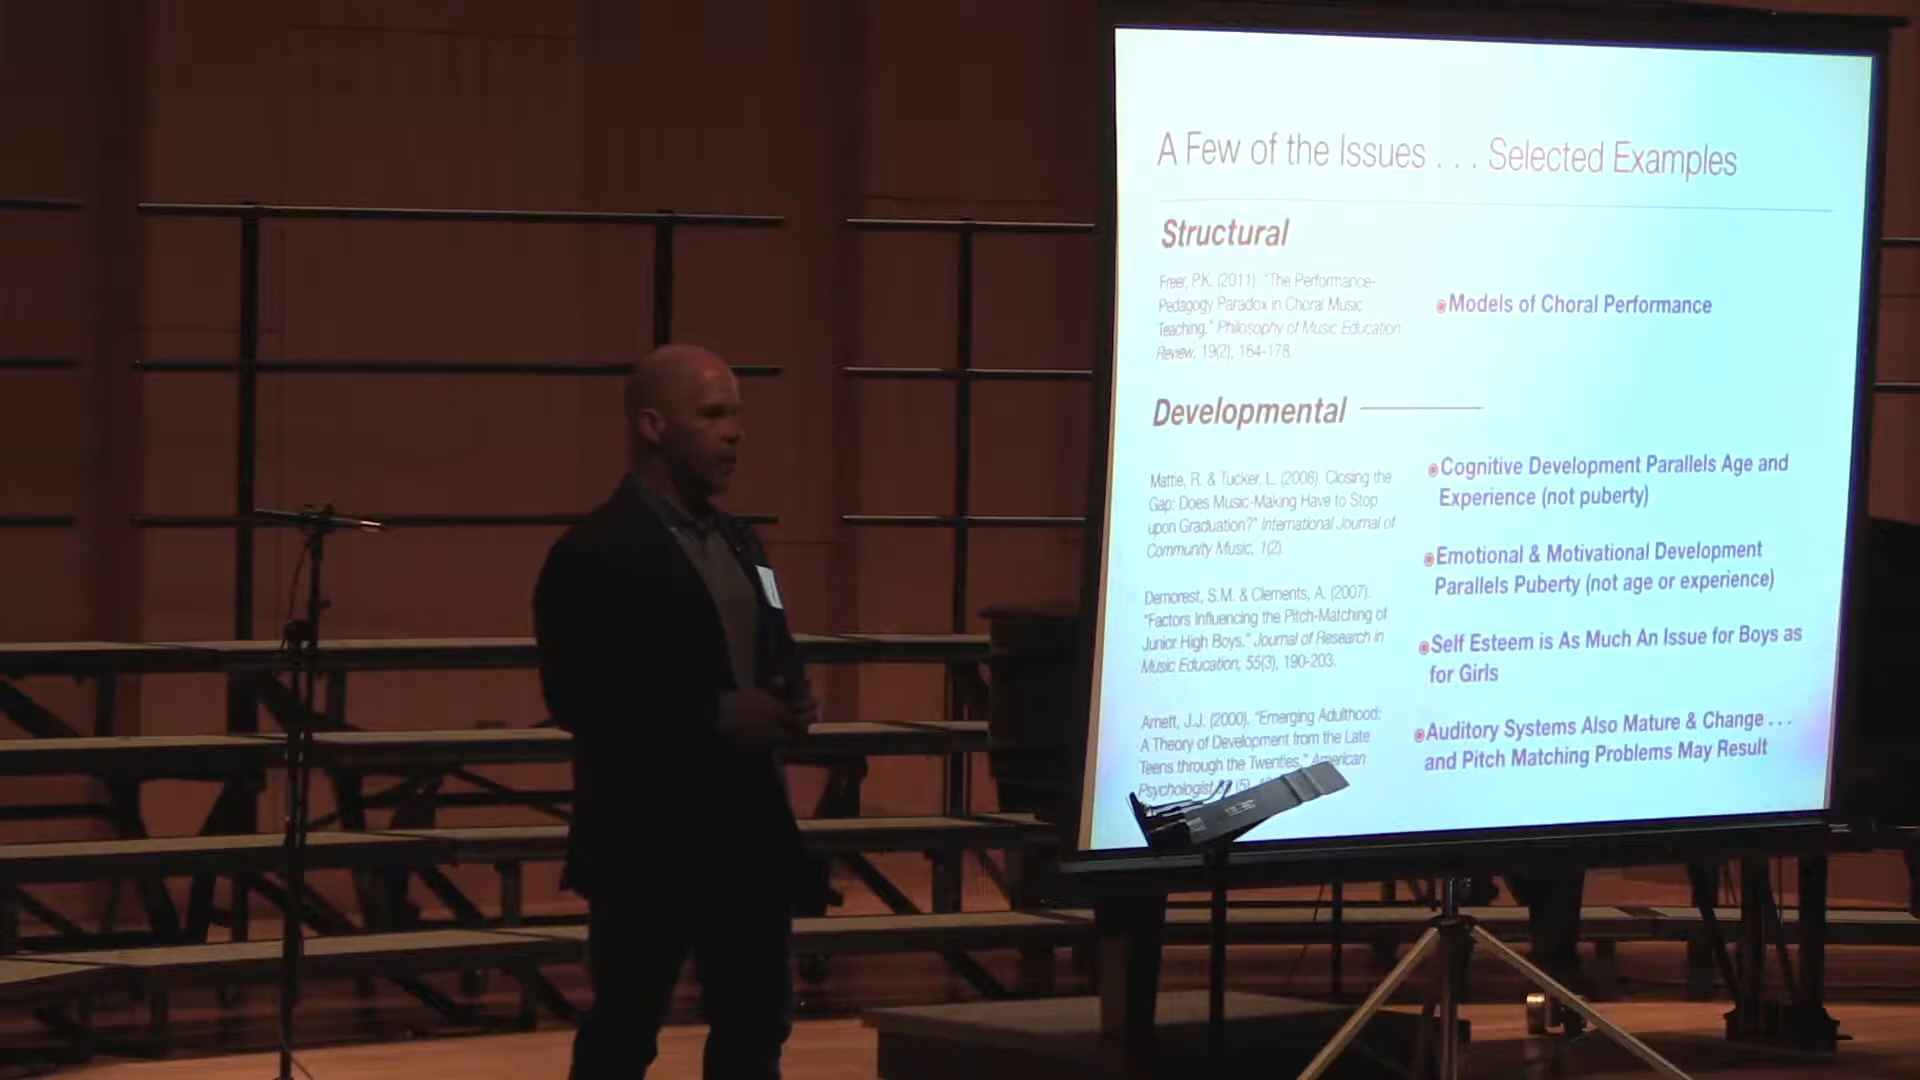 A Few of the Issues . . . Selected Examples
Structural
Freer, P.K. (2011). "The Performance-
Pedagogy Paradox in Choral Music
Teaching." Philosophy of Music Education
Review, 19(2), 164-178.
Models of Choral Performance
Developmental
Mattie, R. & Tucker, L. (2008). Closing the
Gap: Does Music-Making Have to Stop
upon Graduation?" International Journal of
Community Music, 1(2).
Demorest, S.M. & Clements, A. (2007).
"Factors Influencing the Pitch-Matching of
Junior High Boys." Journal of Research in
Music Education, 55(3), 190-203.
Arnett, J.J. (2000). "Emerging Adulthood:
A Theory of Development from the Late
Teens through the Twenties," American
Psychologist (5),
Cognitive Development Parallels Age and
Experience (not puberty)
Emotional & Motivational Development
Parallels Puberty (not age or experience)
Self Esteem is As Much An Issue for Boys as
for Girls
Auditory Systems Also Mature & Change . . .
and Pitch Matching Problems May Result